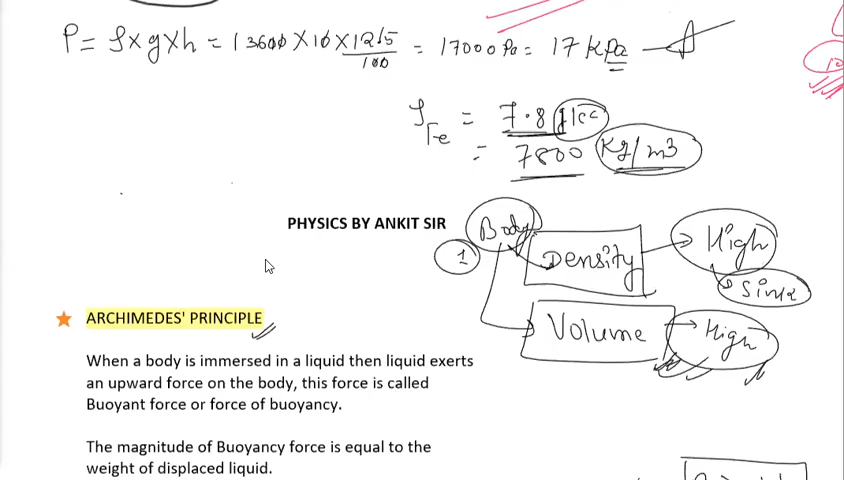 P = ρ×g×h = 13600 × 10 × 12.5/100 = 17000 Pa = 17 kPa
ρFe = 7.8 g/cc
= 7800 Kg/m3
PHYSICS BY ANKIT SIR
1 Body Density → High
Sink
Volume → High
ARCHIMEDES' PRINCIPLE
When a body is immersed in a liquid then liquid exerts
an upward force on the body, this force is called
Buoyant force or force of buoyancy.
The magnitude of Buoyancy force is equal to the
weight of displaced liquid.